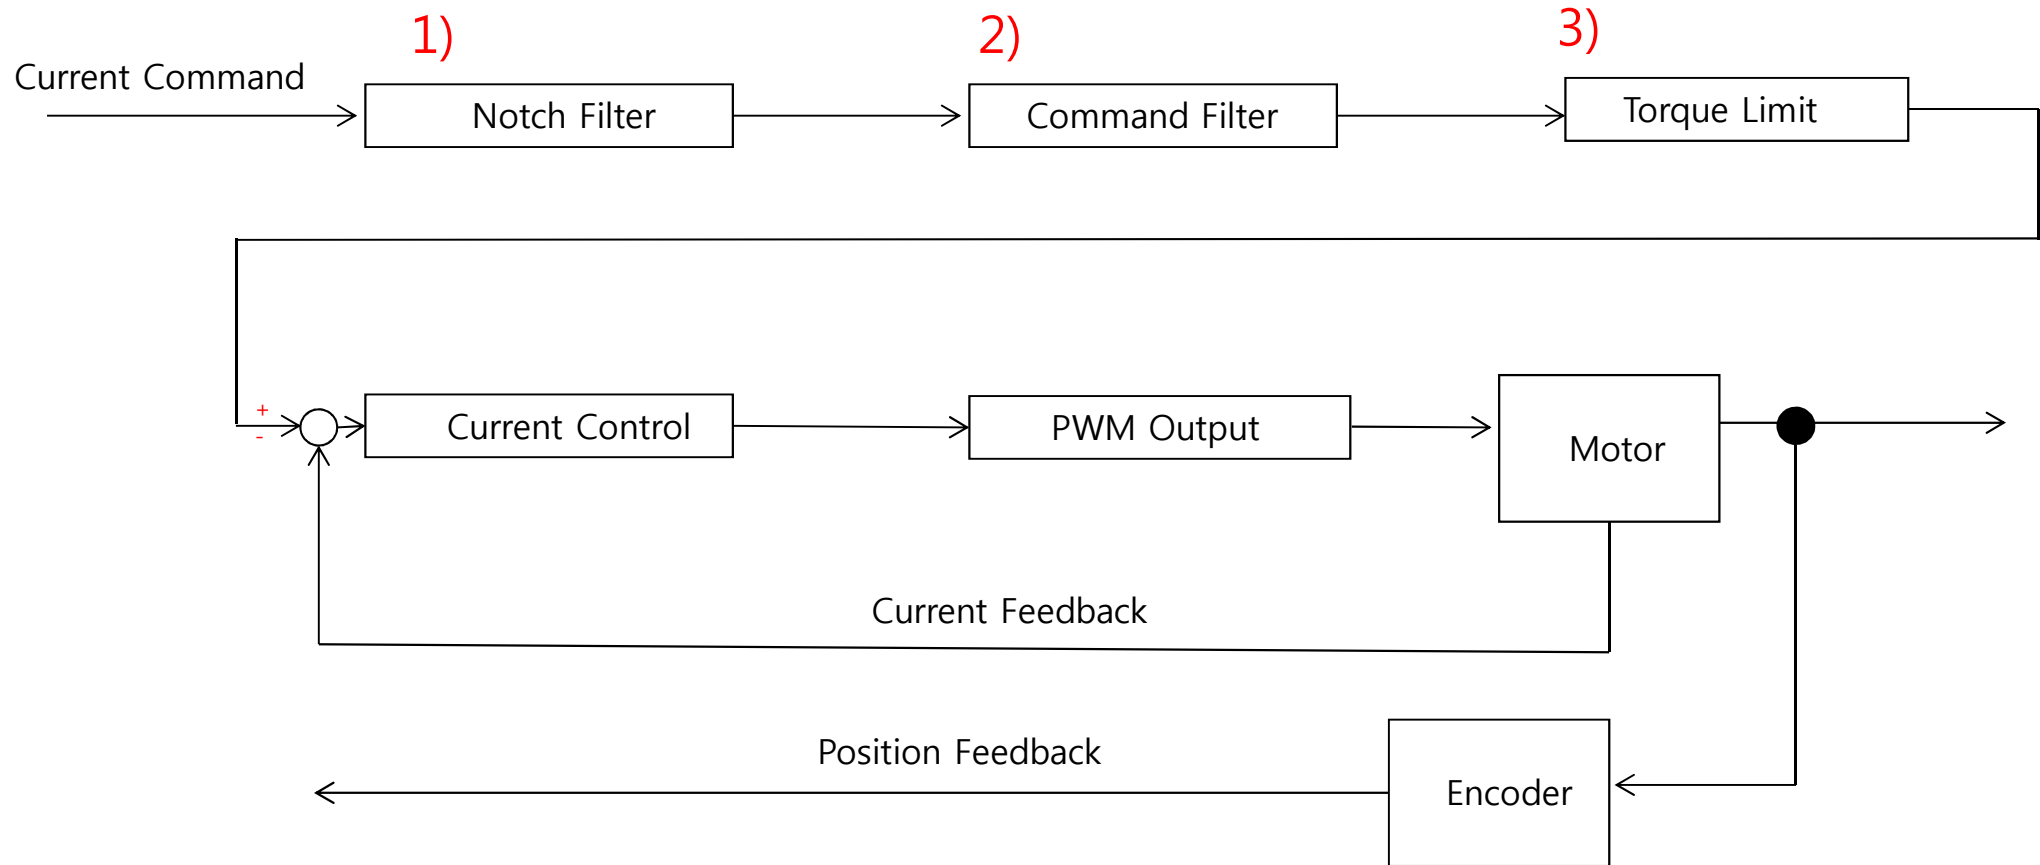 1)
2)
3)
Current Command
Notch Filter
Command Filter
Torque Limit
+
-
Current Control
PWM Output
Motor
Current Feedback
Position Feedback
Encoder